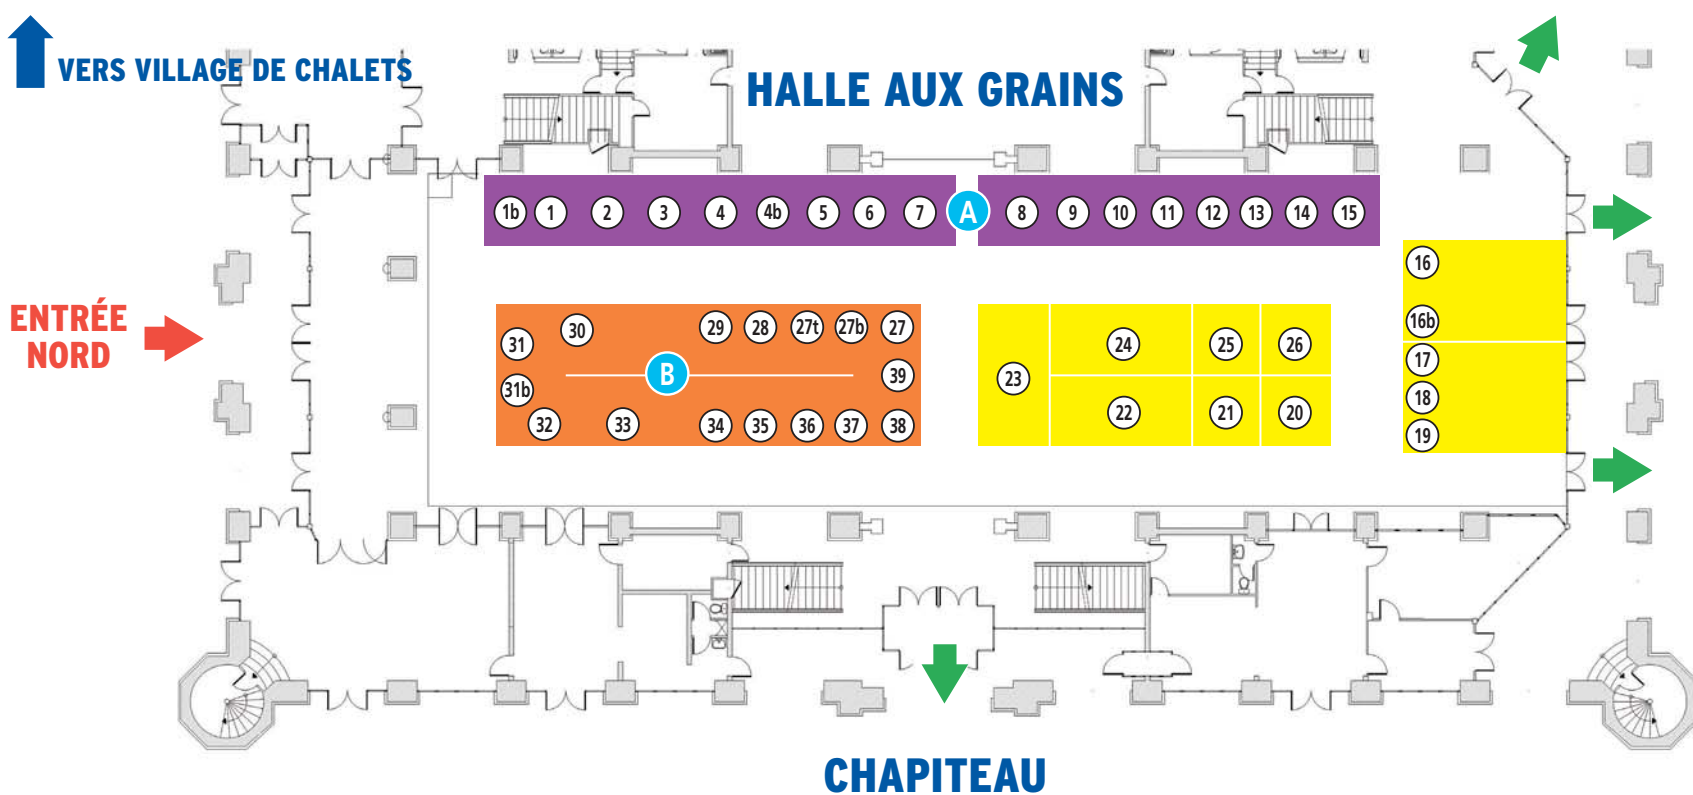 VERS VILLAGE DE CHALETS
HALLE AUX GRAINS
1b 1 2 3 4 4b 5 6 7 A 8 9 10 11 12 13 14 15
16
16b
17
18
19
ENTRÉE
NORD
30 29 28 27t 27b 27
31
B 39
31b
32 33 34 35 36 37 38
23
24 25 26
22 21 20
CHAPITEAU